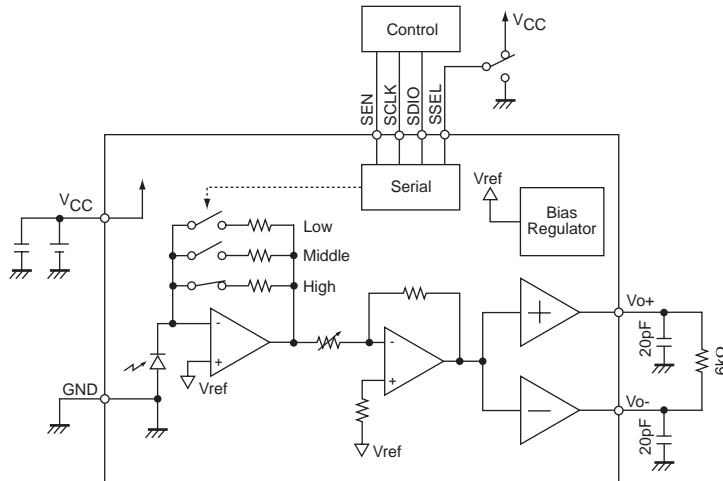 Control
VCC
SEN
SCLK
SDIO
SSEL
Serial
Vref
Bias
Regulator
VCC
Low
Middle
High
-
+
Vref
GND
-
+
Vref
+
−
Vo+
20pF
6kΩ
Vo-
20pF